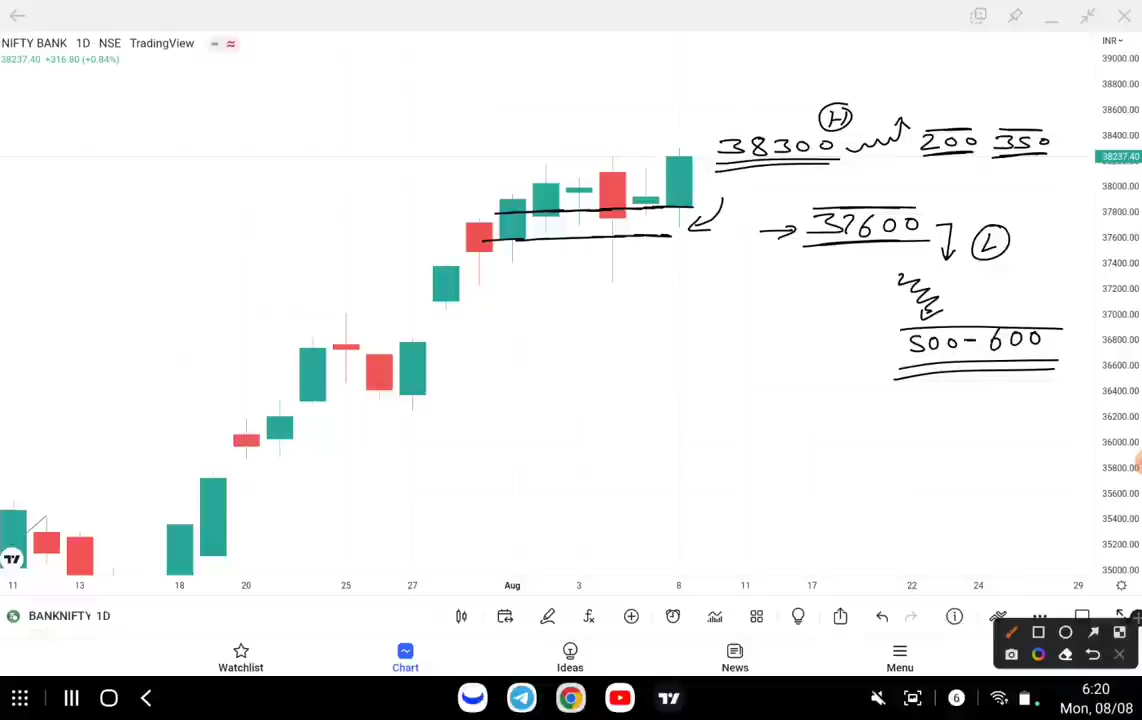 NIFTY BANK 1D NSE TradingView
38237.40 +316.80 (+0.84%)
INR
39000.00
38800.00
38600.00
38400.00
38237.40
38000.00
37800.00
37600.00
37400.00
37200.00
37000.00
36800.00
36600.00
36400.00
36200.00
36000.00
35800.00
35600.00
35400.00
35200.00
35000.00
H
38300 200 350
37600 L
500-600
11 13 18 20 25 27 Aug 3 8 11 17 22 24 29
BANKNIFTY 1D
Watchlist Chart Ideas News Menu
6
6:20
Mon, 08/08